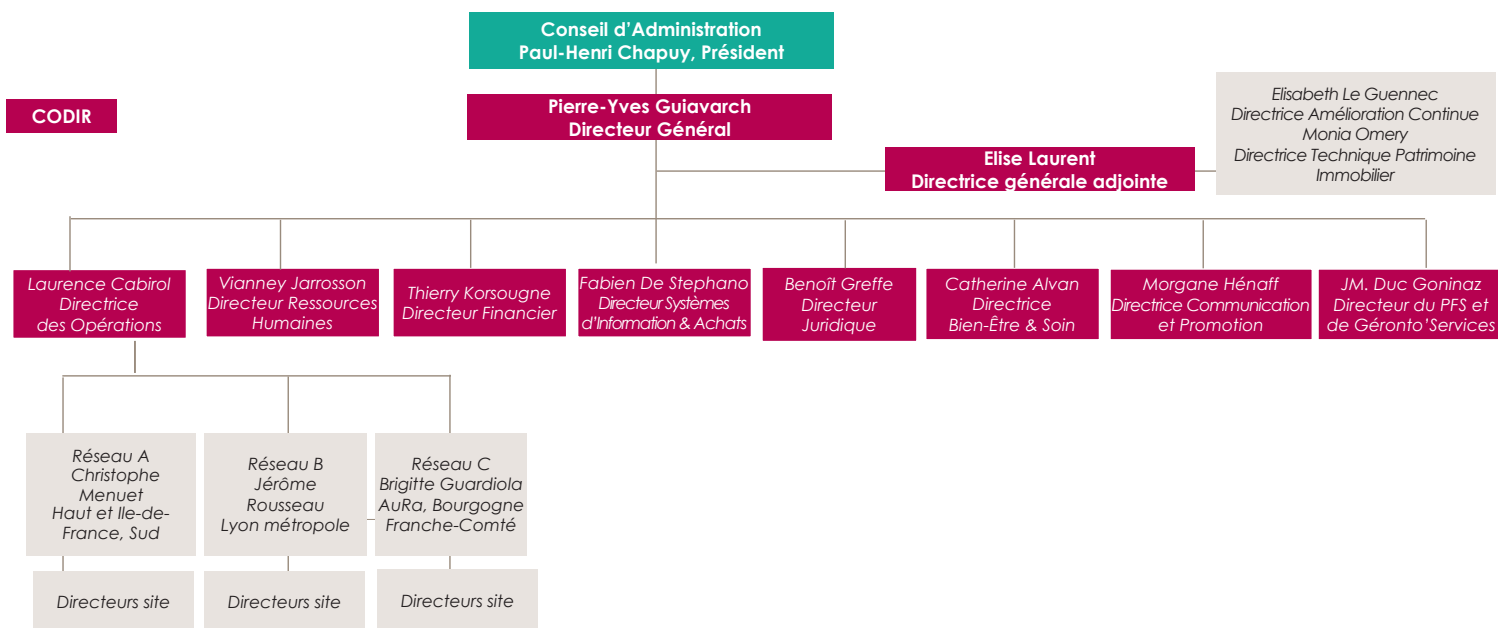 Conseil d'Administration
Paul-Henri Chapuy, Président
CODIR
Pierre-Yves Guiavarch
Directeur Général
Elisabeth Le Guennec
Directrice Amélioration Continue
Monia Omery
Directrice Technique Patrimoine
Immobilier
Elise Laurent
Directrice générale adjointe
Laurence Cabirol
Directrice
des Opérations
Vianney Jarrosson
Directeur Ressources
Humaines
Thierry Korsougne
Directeur Financier
Fabien De Stephano
Directeur Systèmes
d'Information & Achats
Benoît Greffe
Directeur
Juridique
Catherine Alvan
Directrice
Bien-Être & Soin
Morgane Hénaff
Directrice Communication
et Promotion
JM. Duc Goninaz
Directeur du PFS et
de Géronto'Services
Réseau A
Christophe
Menuet
Haut et Ile-de-
France, Sud
Réseau B
Jérôme
Rousseau
Lyon métropole
Réseau C
Brigitte Guardiola
AuRa, Bourgogne
Franche-Comté
Directeurs site
Directeurs site
Directeurs site